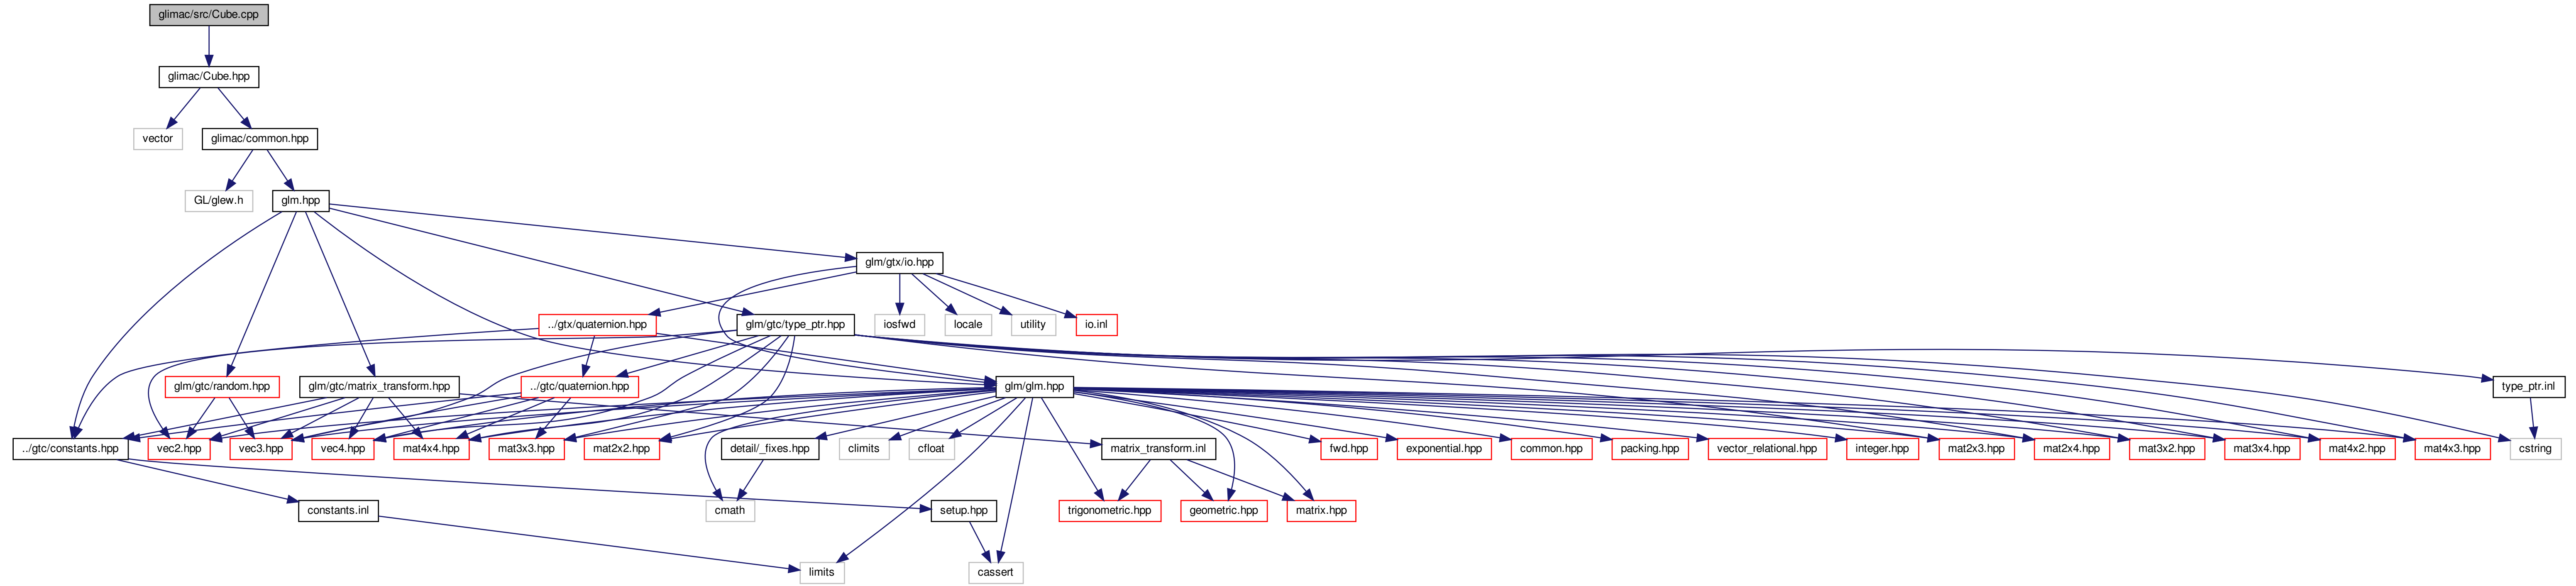 glimac/src/Cube.cpp
glimac/Cube.hpp
vector
glimac/common.hpp
GL/glew.h
glm.hpp
glm/gtx/io.hpp
../gtx/quaternion.hpp
glm/gtc/type_ptr.hpp
iosfwd
locale
utility
io.inl
glm/gtc/random.hpp
glm/gtc/matrix_transform.hpp
../gtc/quaternion.hpp
glm/glm.hpp
type_ptr.inl
../gtc/constants.hpp
vec2.hpp
vec3.hpp
vec4.hpp
mat4x4.hpp
mat3x3.hpp
mat2x2.hpp
detail/_fixes.hpp
climits
cfloat
matrix_transform.inl
fwd.hpp
exponential.hpp
common.hpp
packing.hpp
vector_relational.hpp
integer.hpp
mat2x3.hpp
mat2x4.hpp
mat3x2.hpp
mat3x4.hpp
mat4x2.hpp
mat4x3.hpp
cstring
constants.inl
cmath
setup.hpp
trigonometric.hpp
geometric.hpp
matrix.hpp
limits
cassert